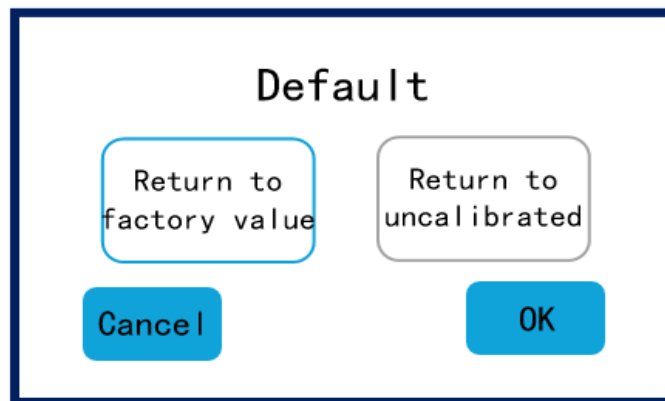 Default
Return to
factory value
Return to
uncalibrated
Cancel
OK